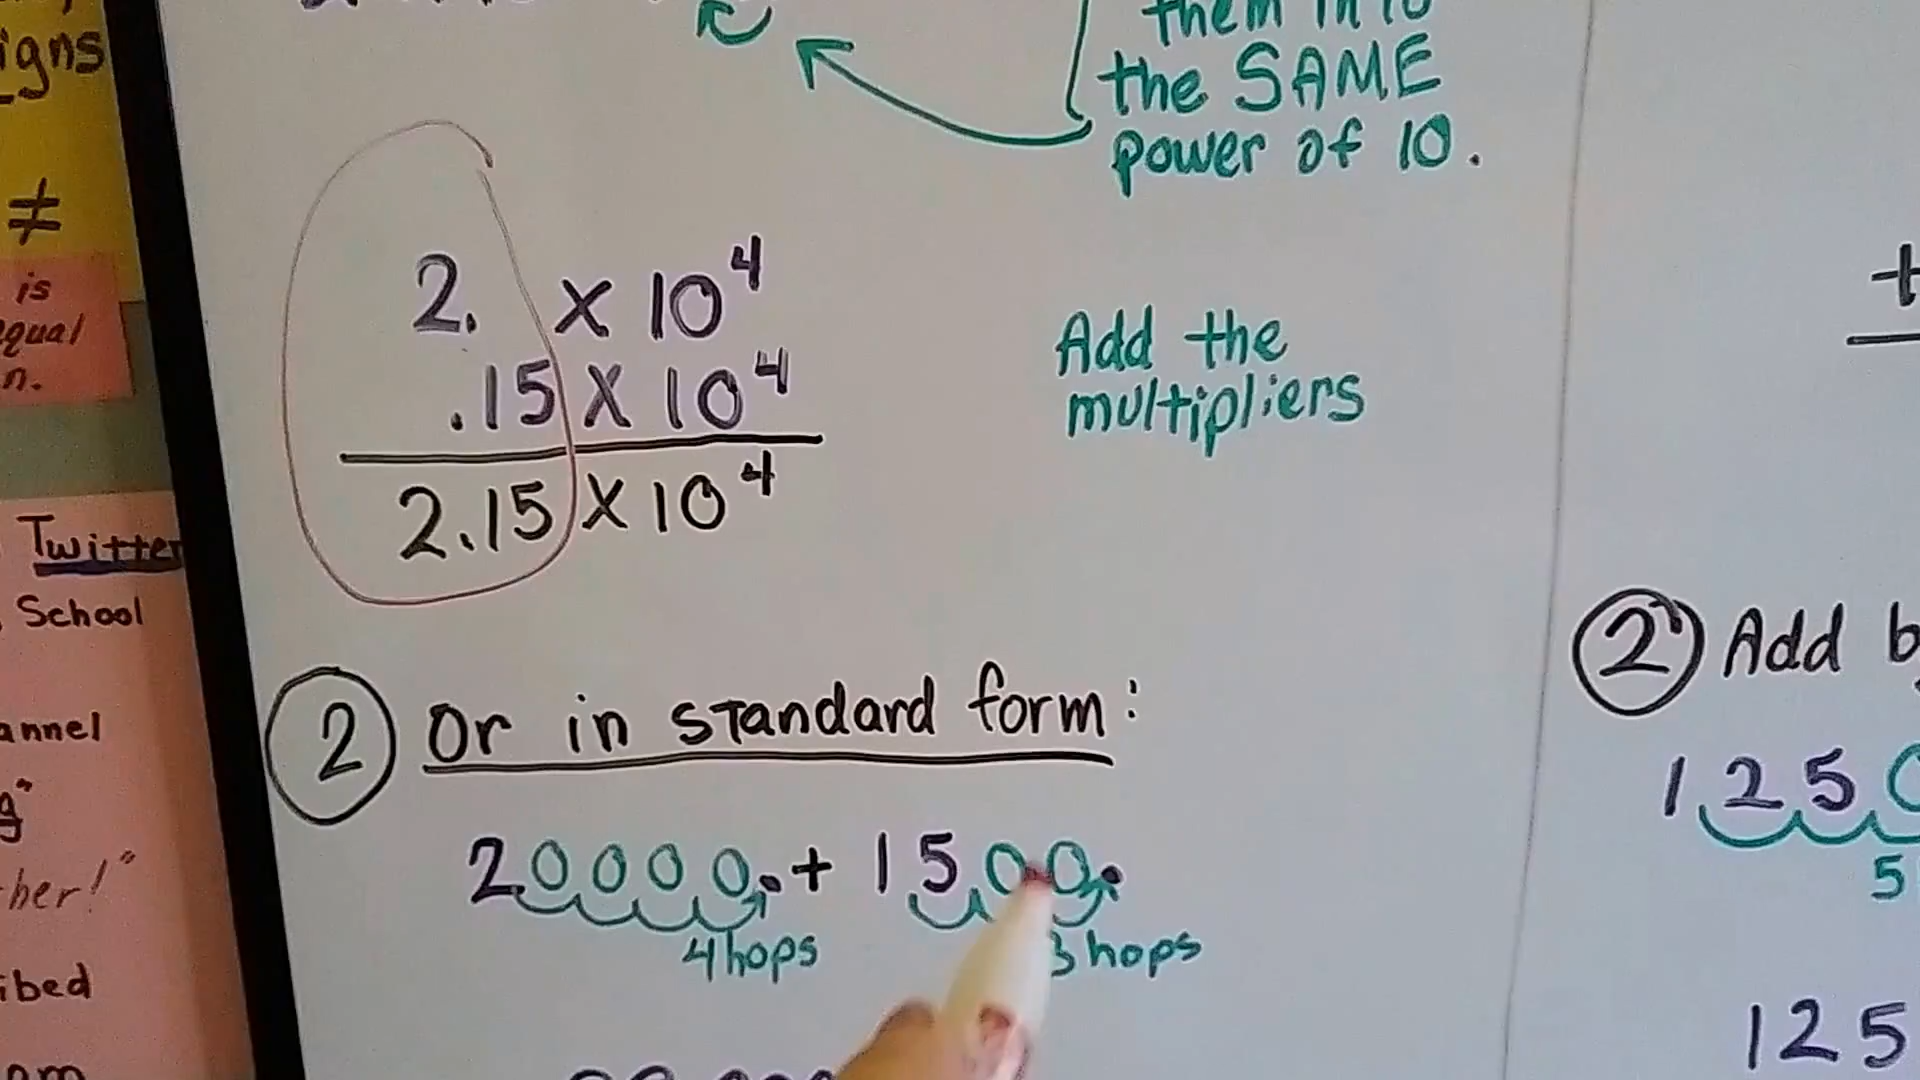 them into
the SAME
power of 10.
igns
≠
is
equal
n.
2. × 10⁴
.15 × 10⁴
2.15 × 10⁴
Add the
multipliers
+
Twitter
School
annel
g"
her!"
ibed
am
2 Or in standard form:
20000. + 1500.
4 hops
3 hops
2 Add b
1250
5
125